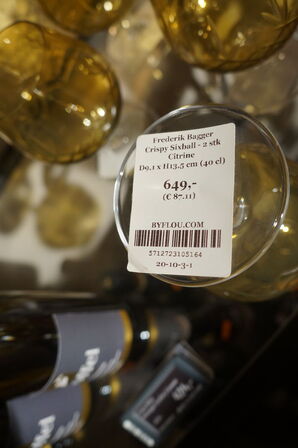 Frederik Bagger
Crispy Sixball - 2 stk
Citrine
D9,1 x H13,5 cm (40 cl)
649,-
(€ 87.11)
BYFLOU.COM
5712723105164
20-10-3-1